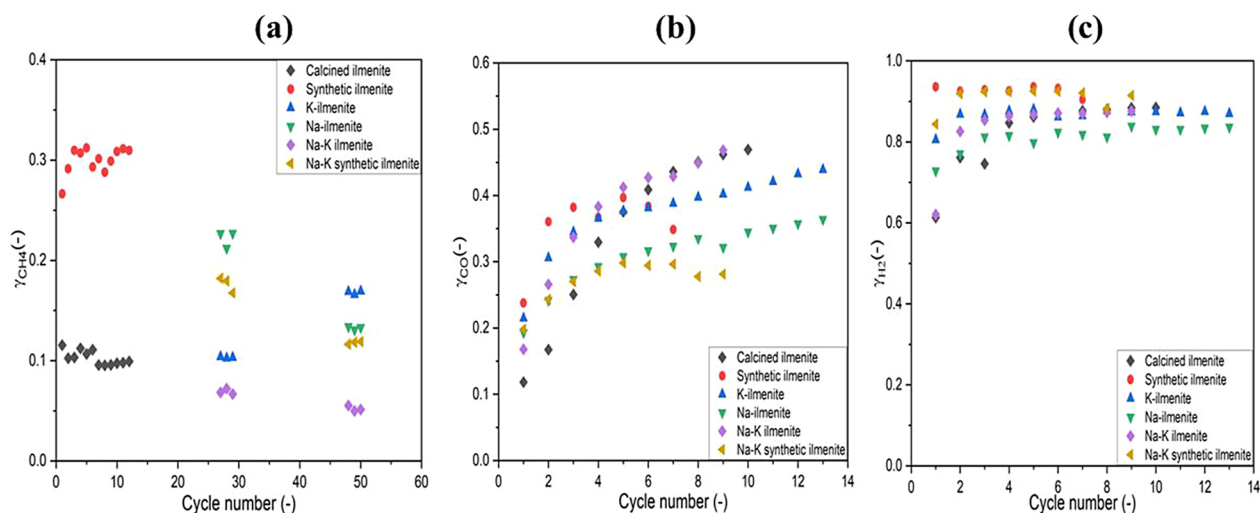 (a)
0.4
0.3
0.2
0.1
0.0
γCH4(-)
0 10 20 30 40 50 60
Cycle number (-)
Calcined ilmenite
Synthetic ilmenite
K-ilmenite
Na-ilmenite
Na-K ilmenite
Na-K synthetic ilmenite
(b)
0.6
0.5
0.4
0.3
0.2
0.1
0.0
γCO(-)
0 2 4 6 8 10 12 14
Cycle number (-)
Calcined ilmenite
Synthetic ilmenite
K-ilmenite
Na-ilmenite
Na-K ilmenite
Na-K synthetic ilmenite
(c)
1.0
0.8
0.6
0.4
0.2
0.0
γH2(-)
0 2 4 6 8 10 12 14
Cycle number (-)
Calcined ilmenite
Synthetic ilmenite
K-ilmenite
Na-ilmenite
Na-K ilmenite
Na-K synthetic ilmenite